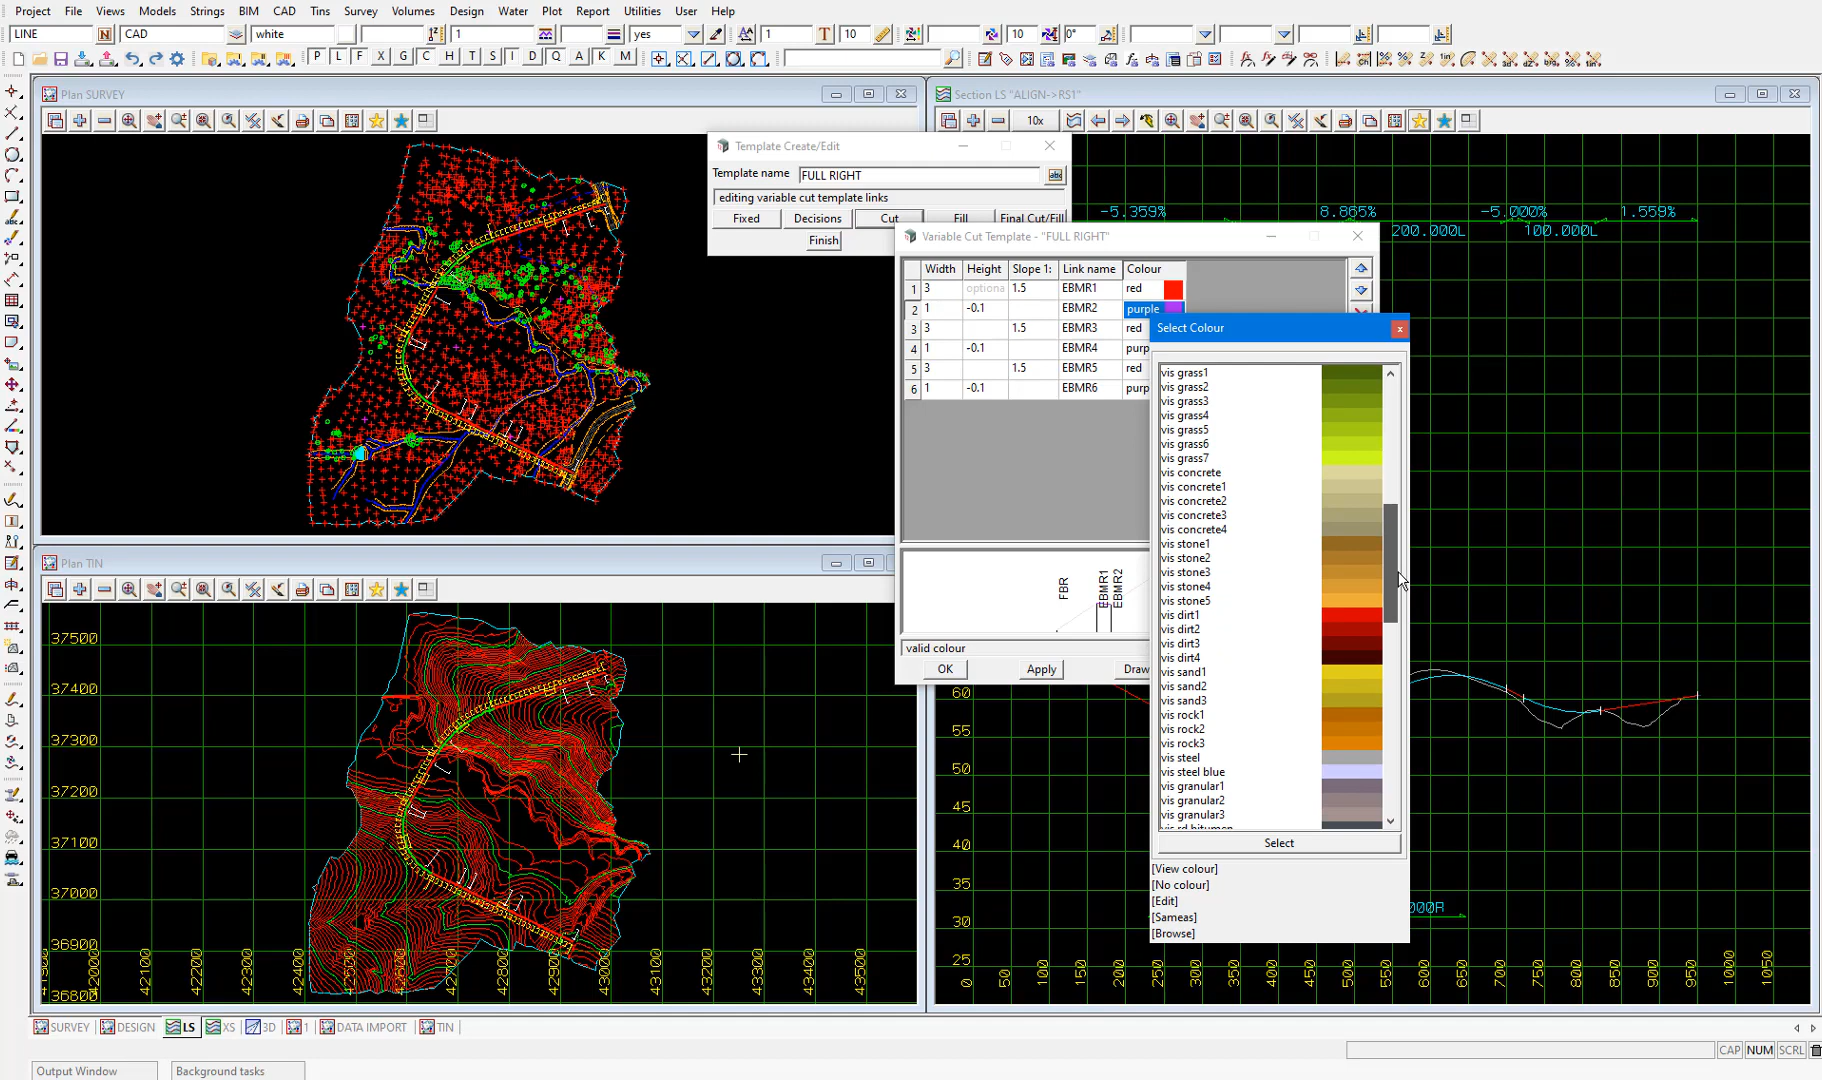 Project File Views Models Strings BIM CAD Tins Survey Volumes Design Water Plot Report Utilities User Help
LINE N CAD white 1 yes 1 T 10 10 0°
P L F X G C H T S I D Q A K M
Plan SURVEY
Section LS "ALIGN->RS1"
10x
Template Create/Edit
Template name FULL RIGHT abc
editing variable cut template links
Fixed Decisions Cut Fill Final Cut/Fill
Finish
-5.359% 8.865% -5.000% 1.559%
200.000L 100.000L
Variable Cut Template - "FULL RIGHT"
Width Height Slope 1: Link name Colour
1 3 optiona 1.5 EBMR1 red
2 1 -0.1 EBMR2 purple
3 3 1.5 EBMR3 red
4 1 -0.1 EBMR4 purp
5 3 1.5 EBMR5 red
6 1 -0.1 EBMR6 purp
FBR EBMR1 EBMR2
valid colour
OK Apply Draw
Select Colour
vis grass1
vis grass2
vis grass3
vis grass4
vis grass5
vis grass6
vis grass7
vis concrete
vis concrete1
vis concrete2
vis concrete3
vis concrete4
vis stone1
vis stone2
vis stone3
vis stone4
vis stone5
vis dirt1
vis dirt2
vis dirt3
vis dirt4
vis sand1
vis sand2
vis sand3
vis rock1
vis rock2
vis rock3
vis steel
vis steel blue
vis granular1
vis granular2
vis granular3
vis rd bitumen
Select
[View colour]
[No colour]
[Edit]
[Sameas]
[Browse]
Plan TIN
37500
37400
37300
37200
37100
37000
36900
36800
42000 42100 42200 42300 42400 42500 42600 42700 42800 42900 43000 43100 43200 43300 43400 43500
60
55
50
45
40
35
30
25
000R
0 50 100 150 200 250 300 350 400 450 500 550 600 650 700 750 800 850 900 950 1000 1050
SURVEY DESIGN LS XS 3D 1 DATA IMPORT TIN
CAP NUM SCRL
Output Window Background tasks